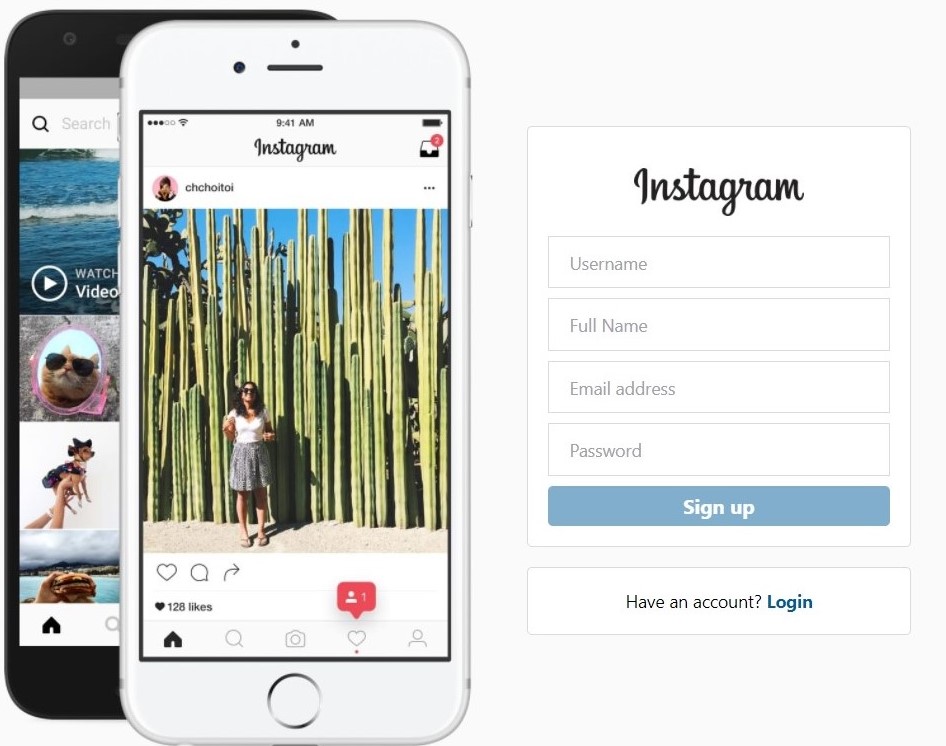 Search
WATCH
Video
9:41 AM
Instagram
2
chchoitoi
1
128 likes
Instagram
Username
Full Name
Email address
Password
Sign up
Have an account? Login